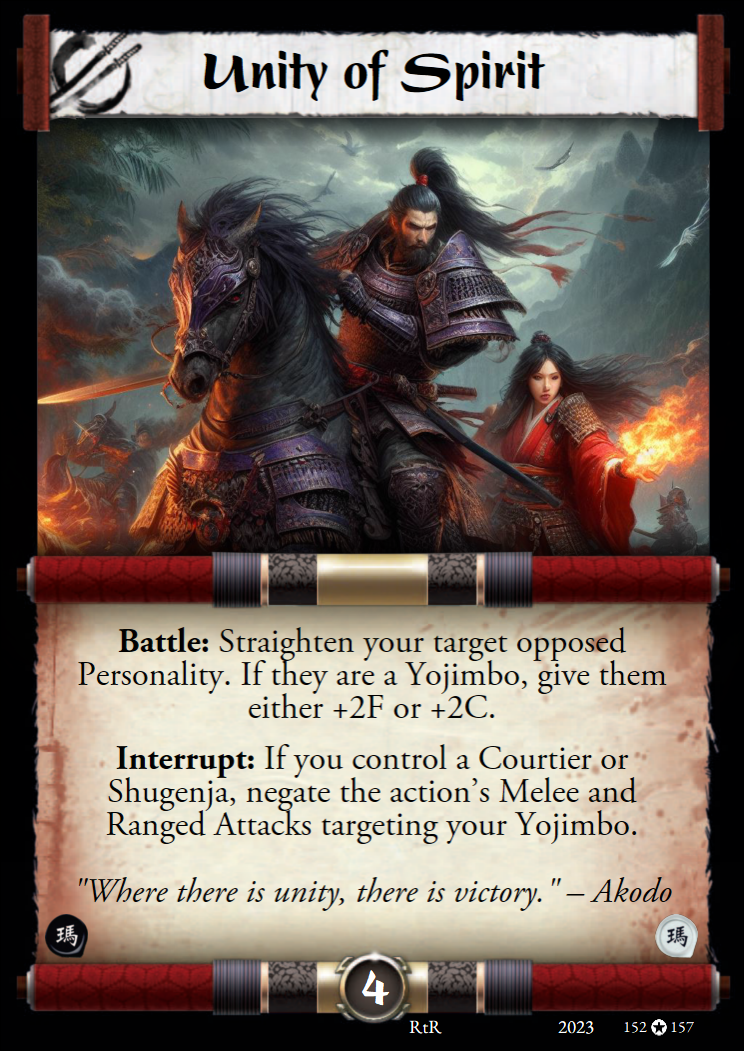 Unity of Spirit
Battle: Straighten your target opposed
Personality. If they are a Yojimbo, give them
either +2F or +2C.
Interrupt: If you control a Courtier or
Shugenja, negate the action's Melee and
Ranged Attacks targeting your Yojimbo.
"Where there is unity, there is victory." – Akodo
瑪 瑪
4
RtR 2023 152 ✪ 157